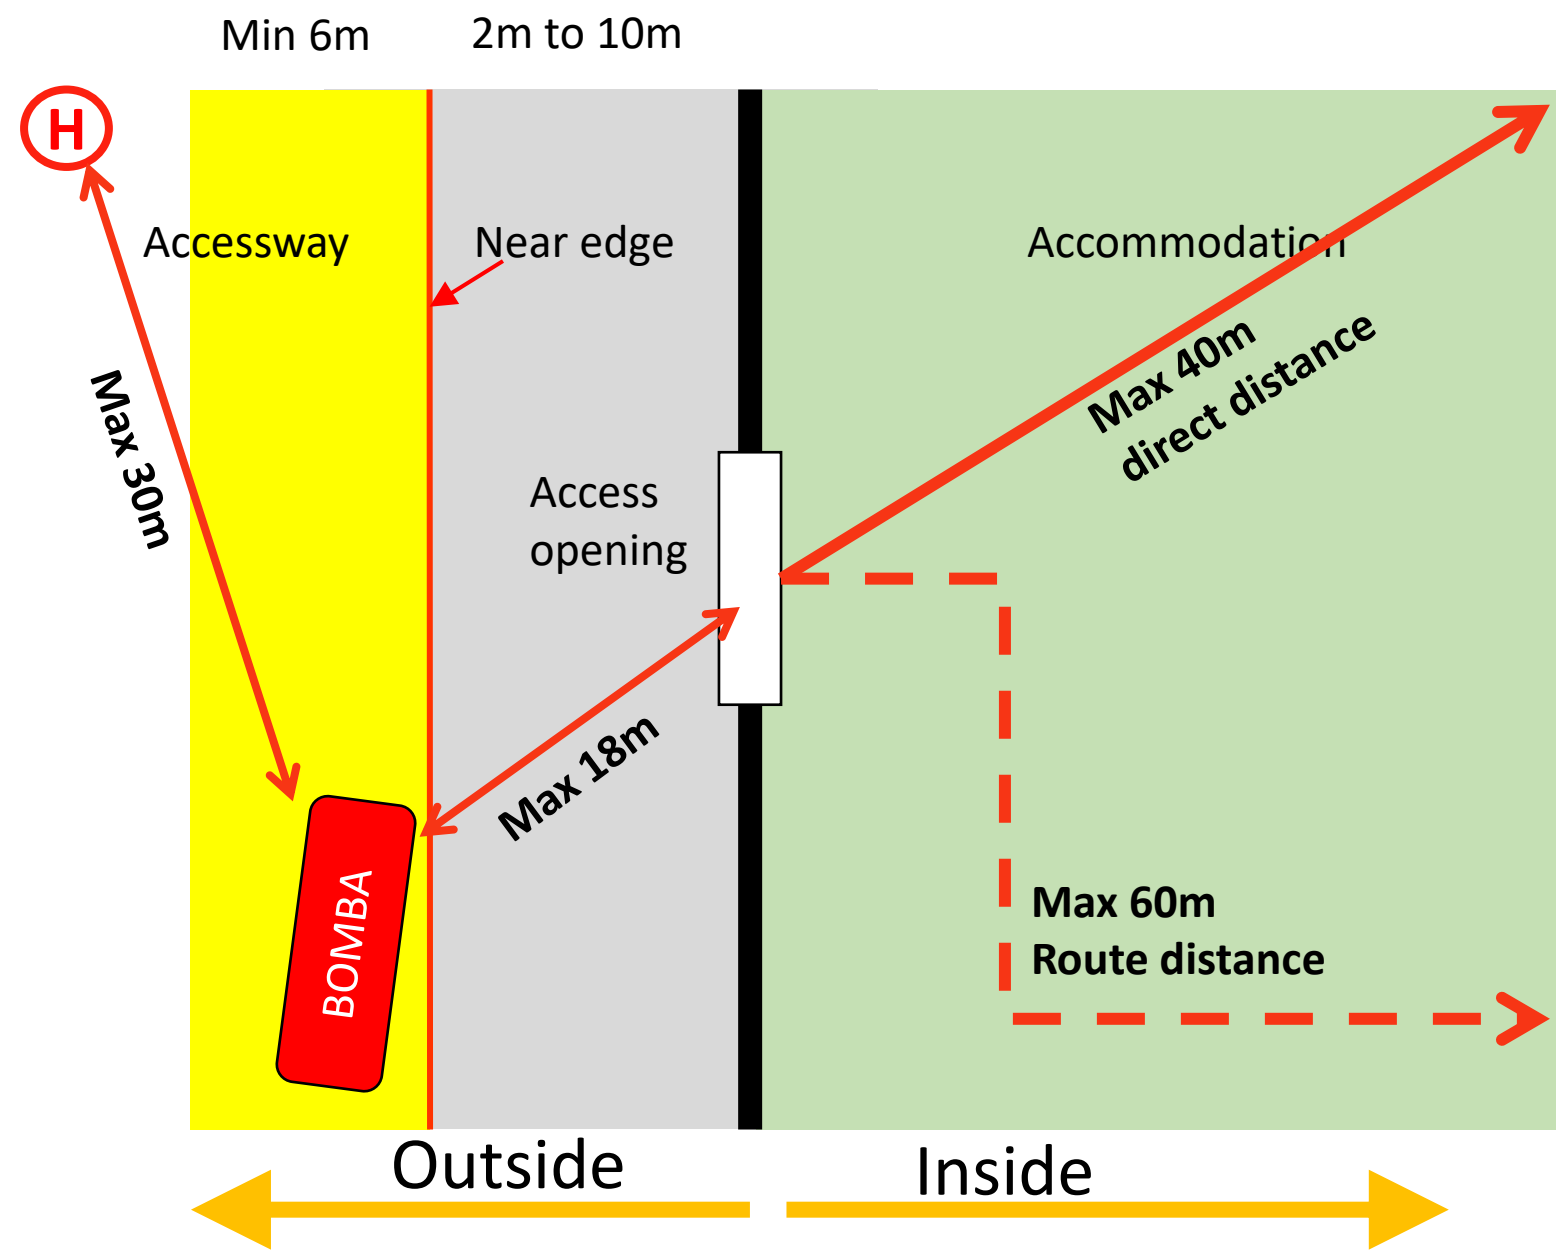 Min 6m
2m to 10m
H
Accessway
Near edge
Accommodation
Max 30m
Max 40m
direct distance
Access
opening
Max 18m
BOMBA
Max 60m
Route distance
Outside
Inside